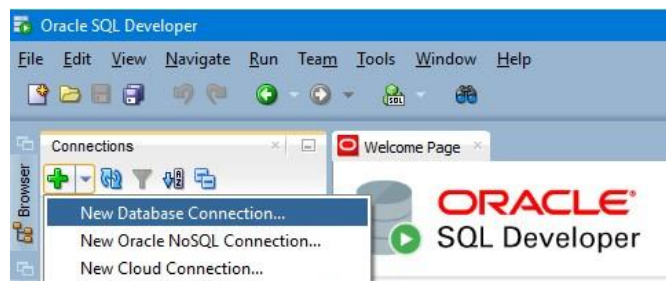 Oracle SQL Developer
File Edit View Navigate Run Team Tools Window Help
SQL
Connections
Welcome Page
Browser
New Database Connection...
New Oracle NoSQL Connection...
New Cloud Connection...
ORACLE
SQL Developer